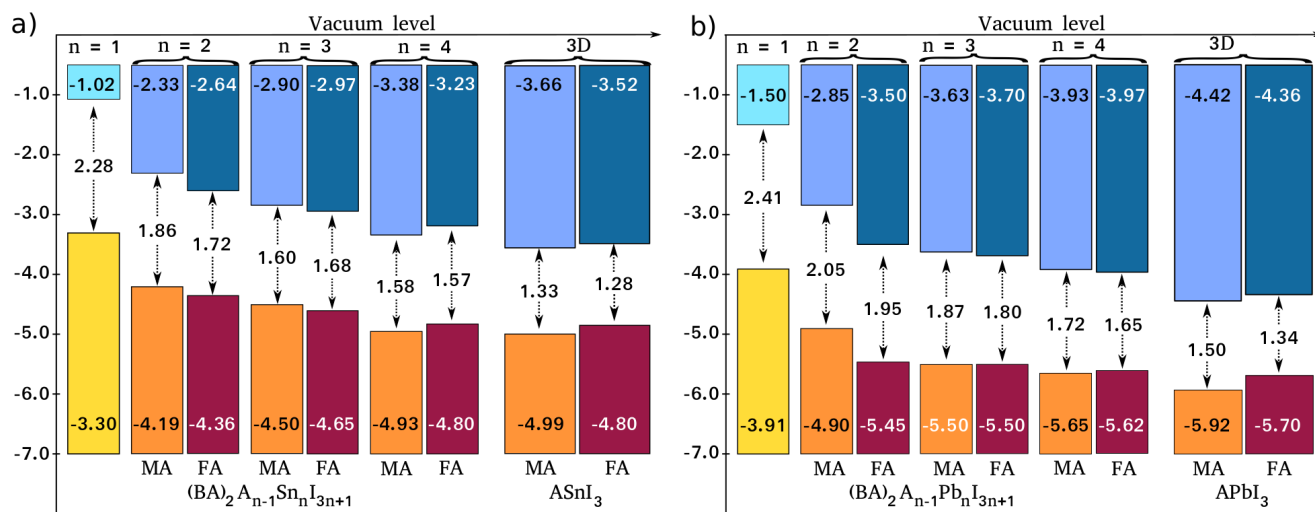 a)
Vacuum level
n = 1 n = 2 n = 3 n = 4 3D
-1.02 -2.33 -2.64 -2.90 -2.97 -3.38 -3.23 -3.66 -3.52
-1.0
-2.0
-3.0
-4.0
-5.0
-6.0
-7.0
2.28 1.86 1.72 1.60 1.68 1.58 1.57 1.33 1.28
-3.30 -4.19 -4.36 -4.50 -4.65 -4.93 -4.80 -4.99 -4.80
MA FA MA FA MA FA MA FA
(BA)₂Aₙ₋₁SnₙI₃ₙ₊₁ ASnI₃
b)
Vacuum level
n = 1 n = 2 n = 3 n = 4 3D
-1.50 -2.85 -3.50 -3.63 -3.70 -3.93 -3.97 -4.42 -4.36
-1.0
-2.0
-3.0
-4.0
-5.0
-6.0
-7.0
2.41 2.05 1.95 1.87 1.80 1.72 1.65 1.50 1.34
-3.91 -4.90 -5.45 -5.50 -5.50 -5.65 -5.62 -5.92 -5.70
MA FA MA FA MA FA MA FA
(BA)₂Aₙ₋₁PbₙI₃ₙ₊₁ APbI₃